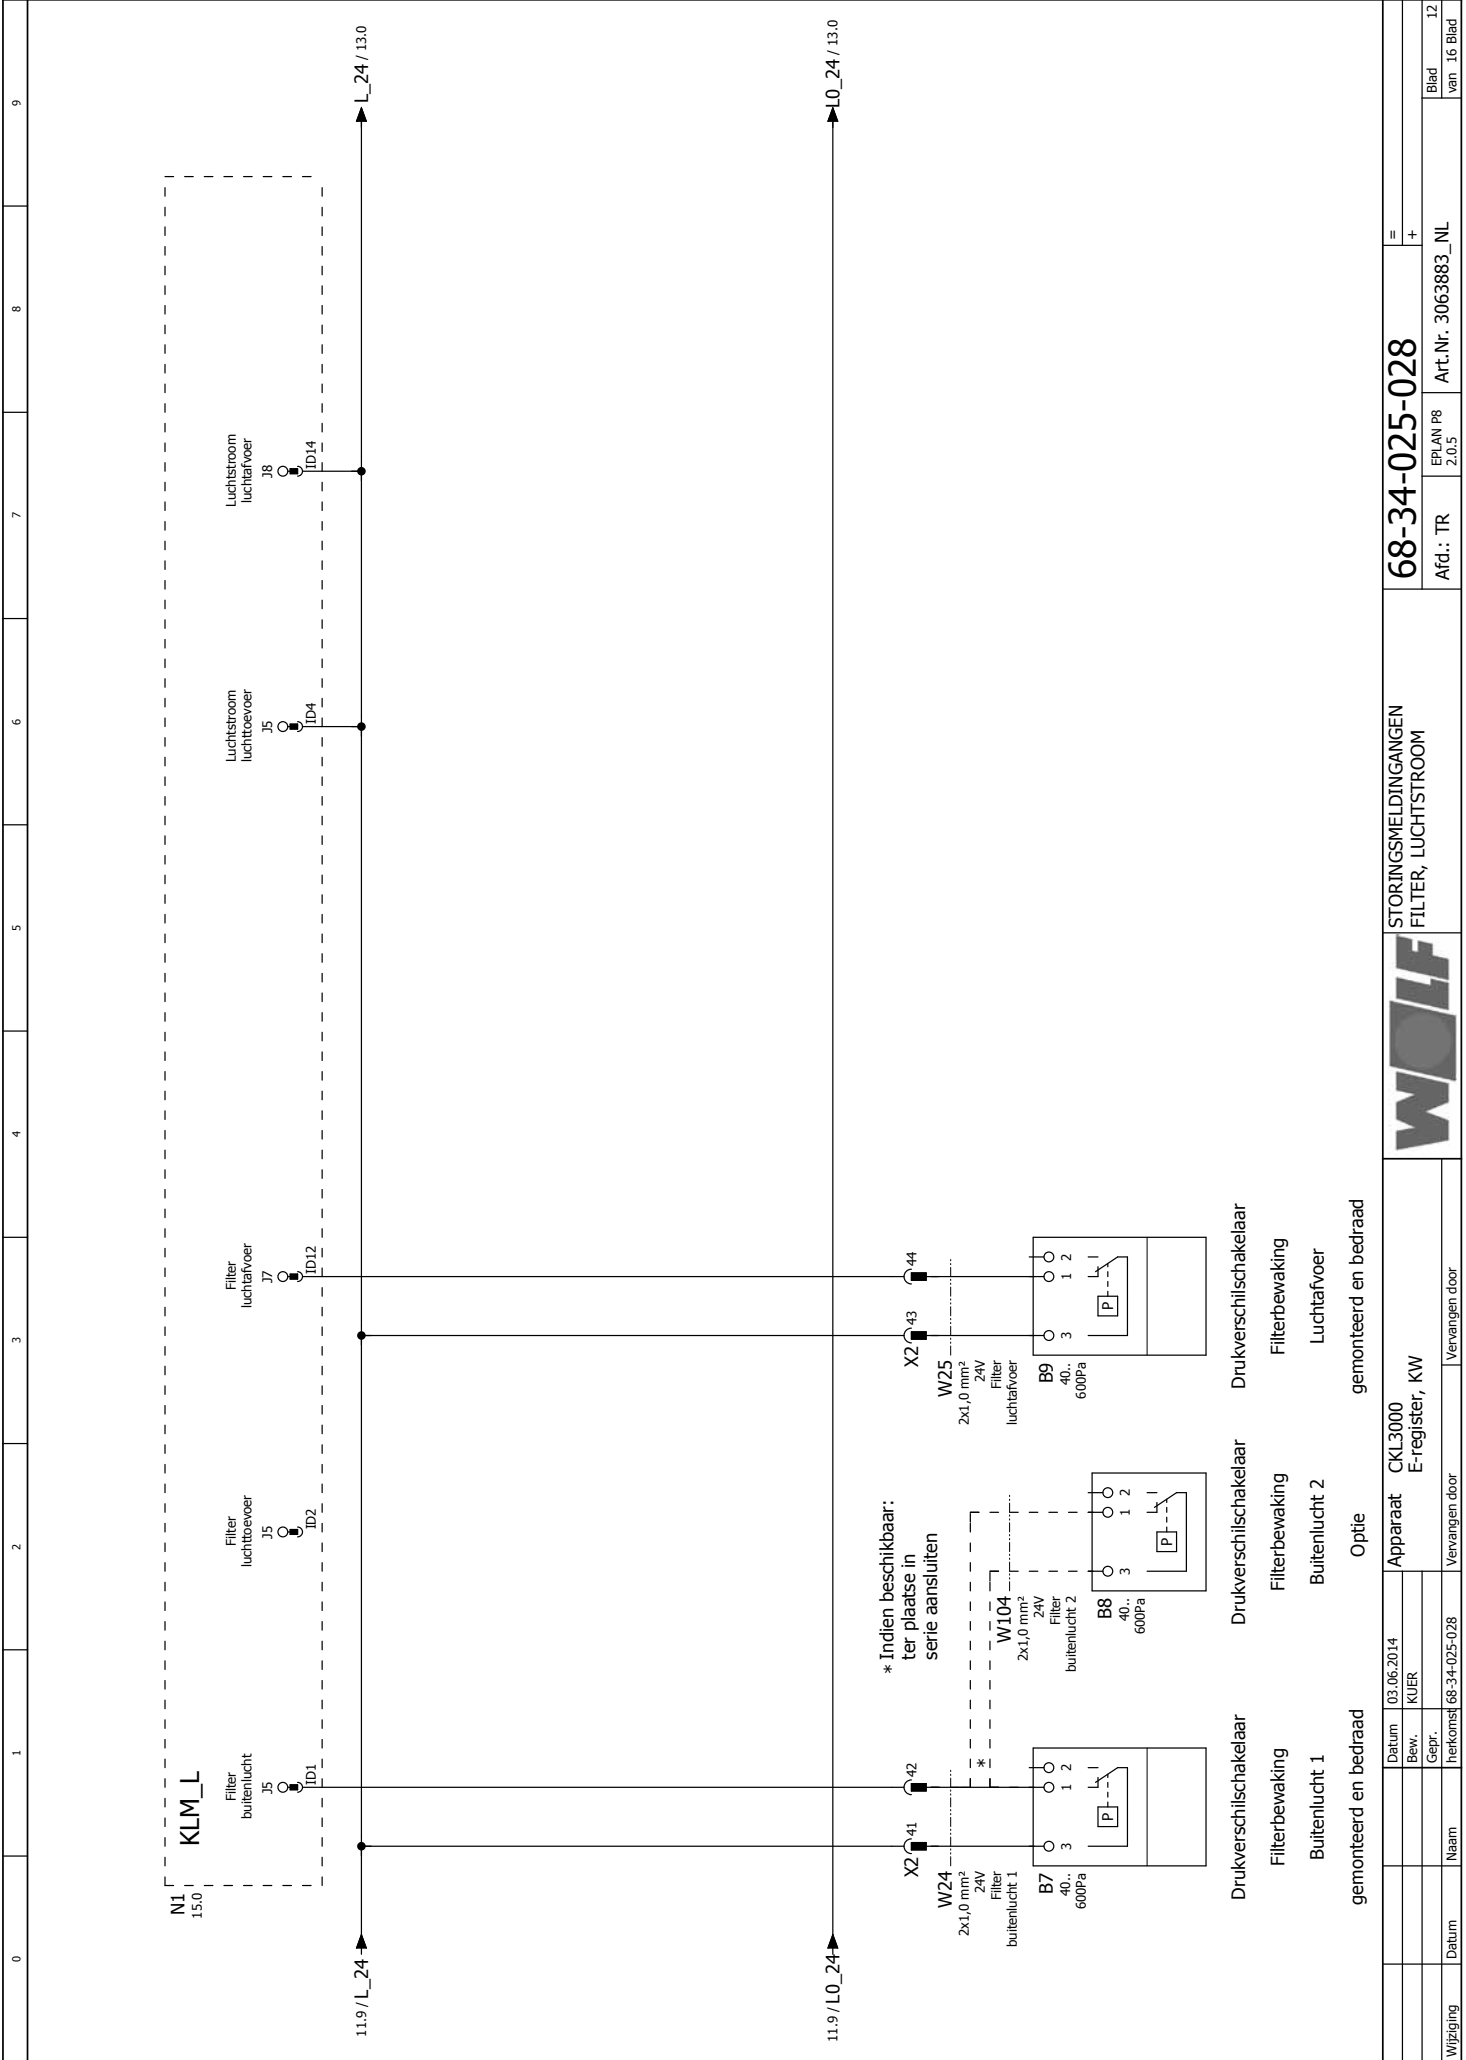 0
1
2
3
4
5
6
7
8
9
N1
15.0
KLM_L
Filter
buitenlucht
J5
ID1
Filter
luchttoevoer
J5
ID2
Filter
luchtafvoer
J7
ID12
Luchtstroom
luchttoevoer
J5
ID4
Luchtstroom
luchtafvoer
J8
ID14
11.9 / L_24
L_24 / 13.0
11.9 / L0_24
L0_24 / 13.0
X2
41
42
W24
2x1,0 mm²
24V
Filter
buitenlucht 1
*
B7
40..
600Pa
3
1
2
P
* Indien beschikbaar:
ter plaatse in
serie aansluiten
W104
2x1,0 mm²
24V
Filter
buitenlucht 2
B8
40..
600Pa
3
1
2
P
X2
43
44
W25
2x1,0 mm²
24V
Filter
luchtafvoer
B9
40..
600Pa
3
1
2
P
Drukverschilschakelaar
Filterbewaking
Buitenlucht 1
gemonteerd en bedraad
Drukverschilschakelaar
Filterbewaking
Buitenlucht 2
Optie
Drukverschilschakelaar
Filterbewaking
Luchtafvoer
gemonteerd en bedraad
Wijziging
Datum
Naam
Datum
03.06.2014
Bew.
KUER
Gepr.
herkomst
68-34-025-028
Apparaat
CKL3000
E-register, KW
Vervangen door
Vervangen door
WOLF
STORINGSMELDINGANGEN
FILTER, LUCHTSTROOM
68-34-025-028
=
+
Afd.: TR
EPLAN P8
2.0.5
Art.Nr. 3063883_NL
Blad
12
van
16 Blad